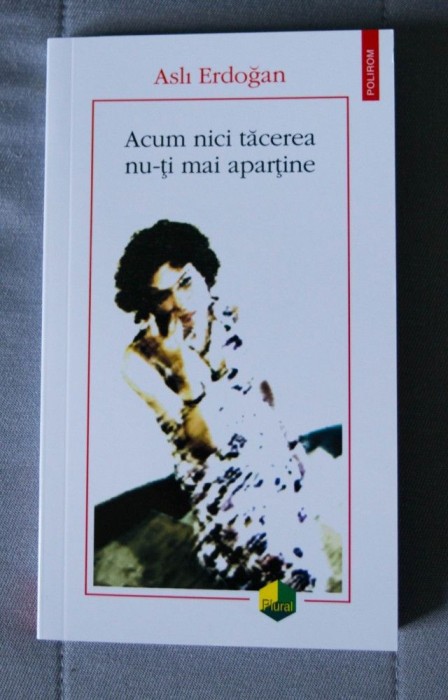 POLIROM
Aslı Erdoğan
Acum nici tăcerea
nu-ţi mai aparţine
Plural